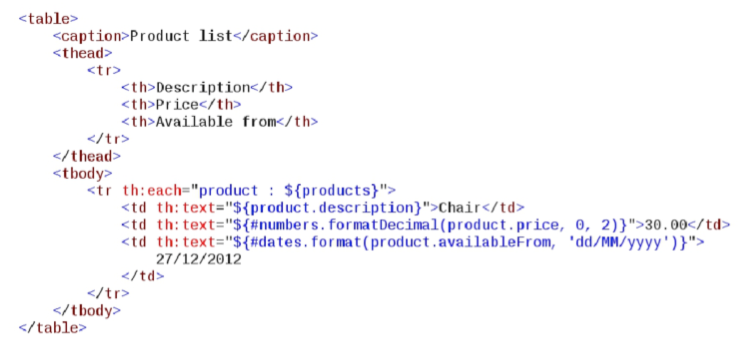 <table>
    <caption>Product list</caption>
    <thead>
        <tr>
            <th>Description</th>
            <th>Price</th>
            <th>Available from</th>
        </tr>
    </thead>
    <tbody>
        <tr th:each="product : ${products}">
            <td th:text="${product.description}">Chair</td>
            <td th:text="${#numbers.formatDecimal(product.price, 0, 2)}">30.00</td>
            <td th:text="${#dates.format(product.availableFrom, 'dd/MM/yyyy')}">
                27/12/2012
            </td>
        </tr>
    </tbody>
</table>